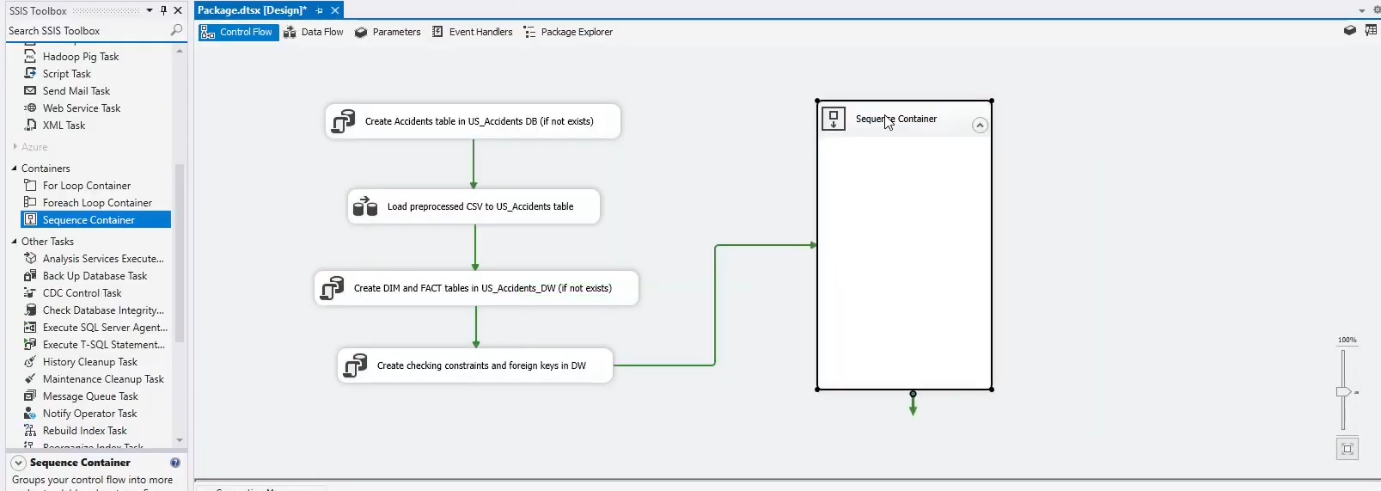 SSIS Toolbox
Package.dtsx [Design]*
Search SSIS Toolbox
Control Flow
Data Flow
Parameters
Event Handlers
Package Explorer
Hadoop Pig Task
Script Task
Send Mail Task
Web Service Task
XML Task
Azure
Containers
For Loop Container
Foreach Loop Container
Sequence Container
Other Tasks
Analysis Services Execute...
Back Up Database Task
CDC Control Task
Check Database Integrity...
Execute SQL Server Agent...
Execute T-SQL Statement...
History Cleanup Task
Maintenance Cleanup Task
Message Queue Task
Notify Operator Task
Rebuild Index Task
Reorganize Index Task
Sequence Container
Groups your control flow into more
Create Accidents table in US_Accidents DB (if not exists)
Load preprocessed CSV to US_Accidents table
Create DIM and FACT tables in US_Accidents_DW (if not exists)
Create checking constraints and foreign keys in DW
Sequence Container
100%